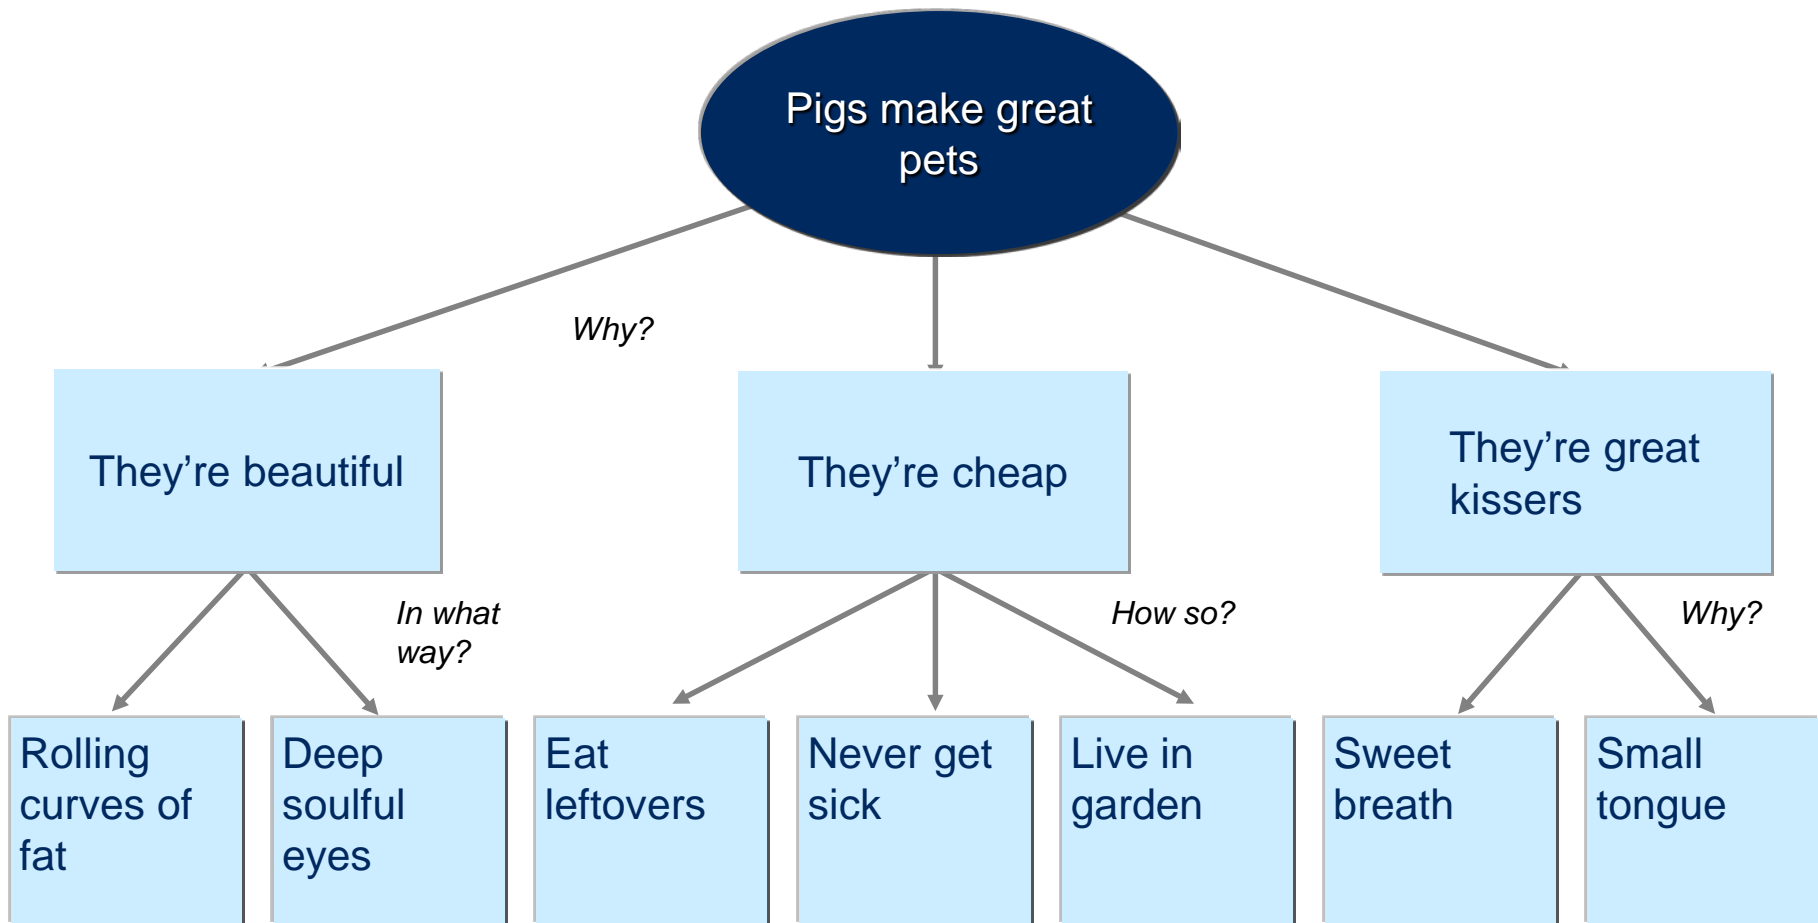 Pigs make great
pets
Why?
They’re beautiful
They’re cheap
They’re great
kissers
In what
way?
How so?
Why?
Rolling
curves of
fat
Deep
soulful
eyes
Eat
leftovers
Never get
sick
Live in
garden
Sweet
breath
Small
tongue